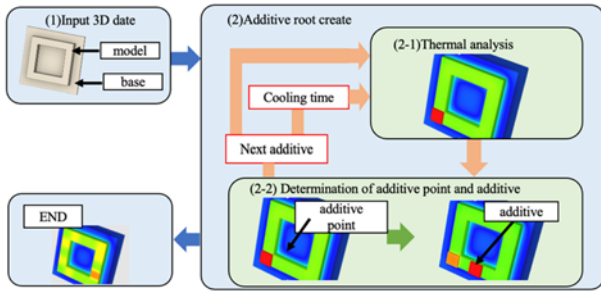 (1)Input 3D date
model
base
(2)Additive root create
(2-1)Thermal analysis
Cooling time
Next additive
(2-2) Determination of additive point and additive
additive
point
additive
END